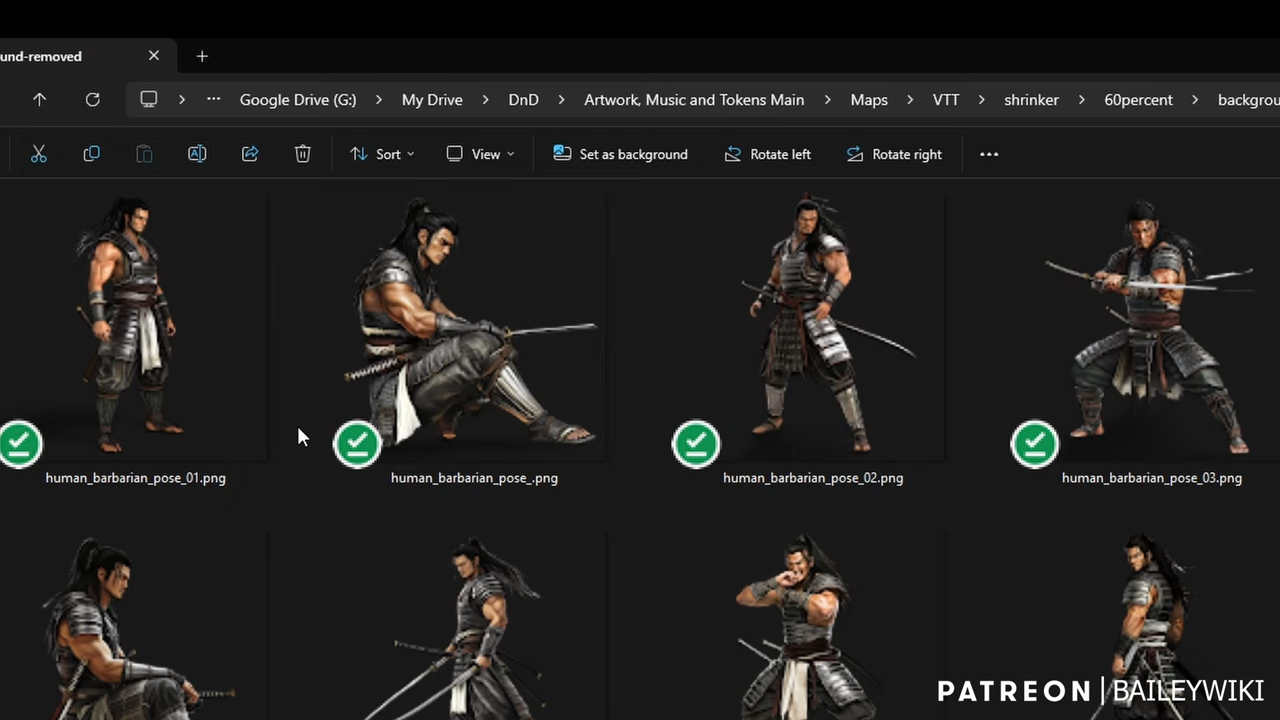 und-removed
Google Drive (G:) My Drive DnD Artwork, Music and Tokens Main Maps VTT shrinker 60percent backgrou
Sort View Set as background Rotate left Rotate right
human_barbarian_pose_01.png human_barbarian_pose_.png human_barbarian_pose_02.png human_barbarian_pose_03.png
PATREON | BAILEYWIKI